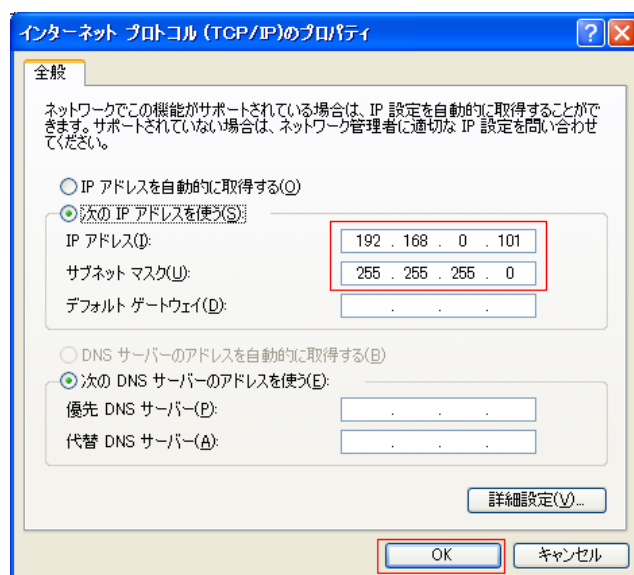 インターネット プロトコル (TCP/IP)のプロパティ
全般
ネットワークでこの機能がサポートされている場合は、IP 設定を自動的に取得することがで
きます。サポートされていない場合は、ネットワーク管理者に適切な IP 設定を問い合わせ
てください。
IP アドレスを自動的に取得する(O)
次の IP アドレスを使う(S):
IP アドレス(I): 192 . 168 . 0 . 101
サブネット マスク(U): 255 . 255 . 255 . 0
デフォルト ゲートウェイ(D): . . .
DNS サーバーのアドレスを自動的に取得する(B)
次の DNS サーバーのアドレスを使う(E):
優先 DNS サーバー(P): . . .
代替 DNS サーバー(A): . . .
詳細設定(V)...
OK キャンセル